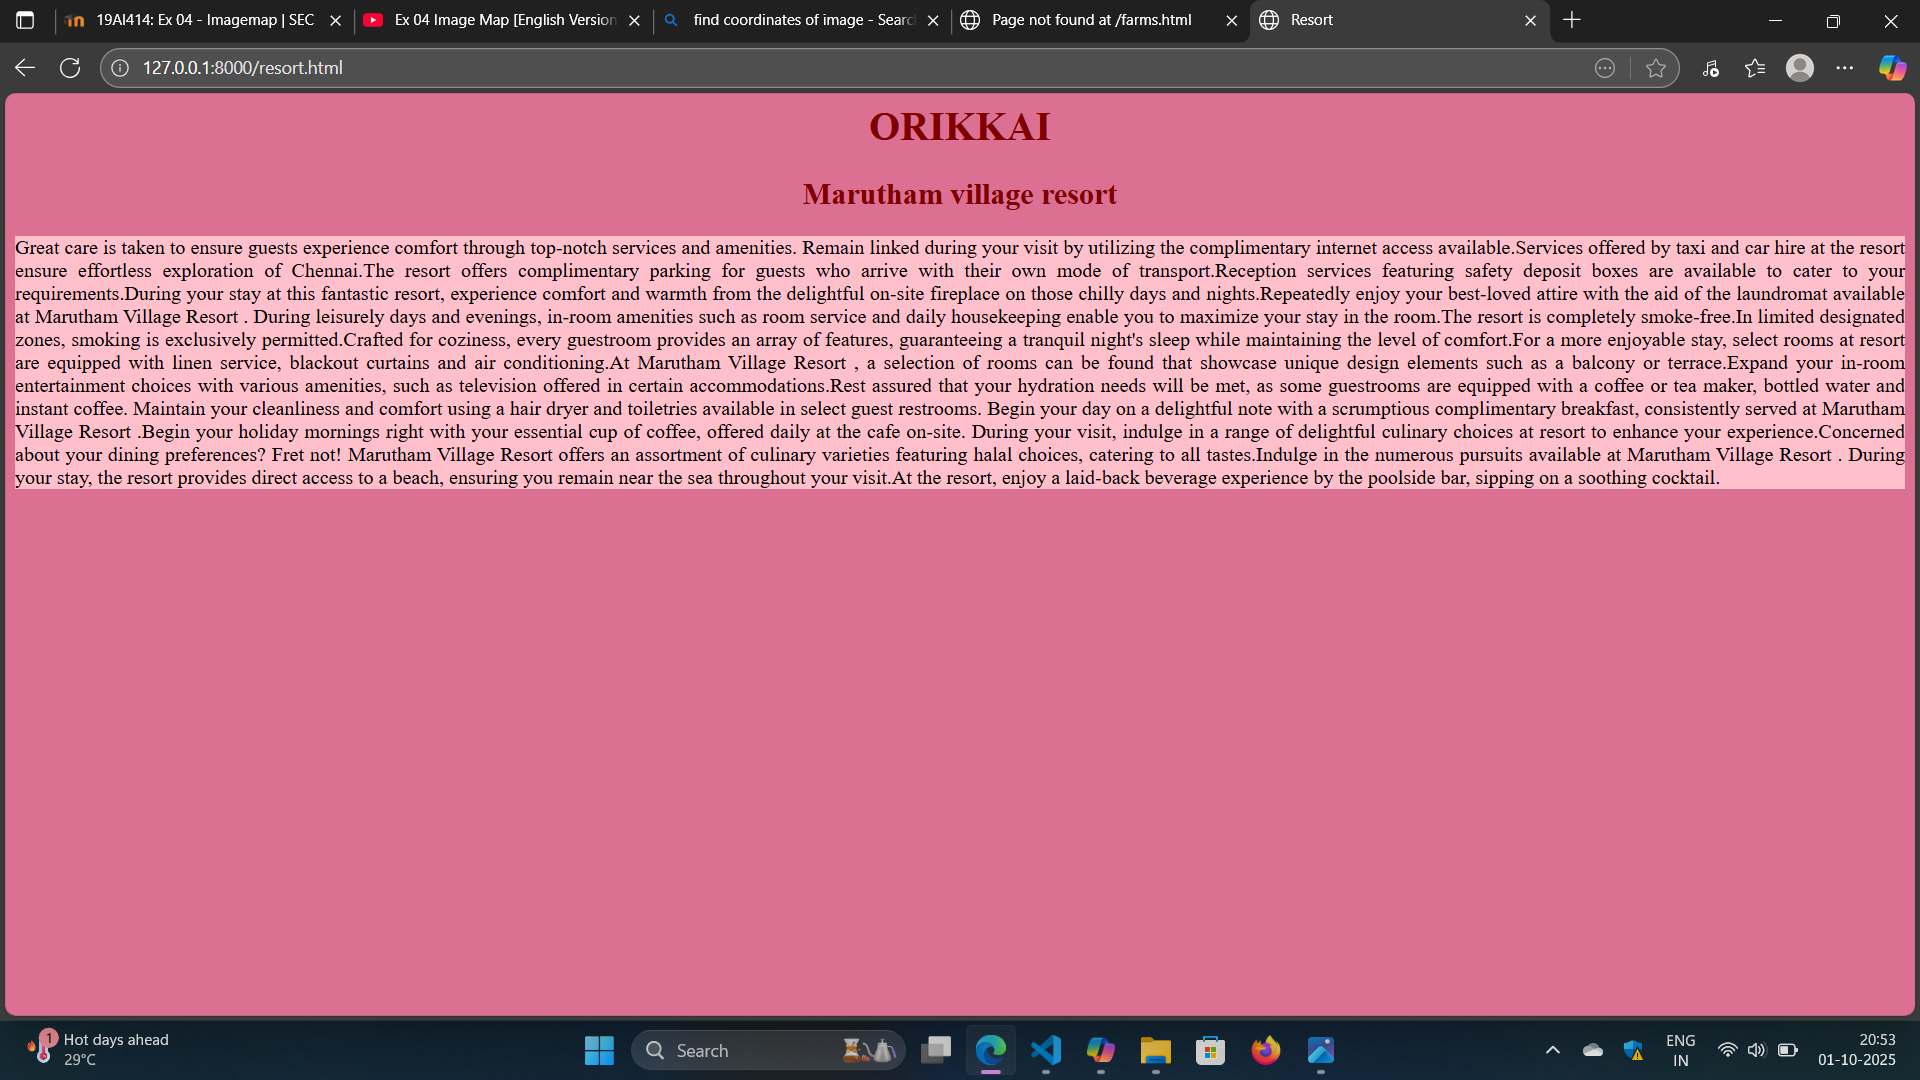 19AI414: Ex 04 - Imagemap | SEC
Ex 04 Image Map [English Version
find coordinates of image - Searc
Page not found at /farms.html
Resort
127.0.0.1:8000/resort.html
ORIKKAI
Marutham village resort
Great care is taken to ensure guests experience comfort through top-notch services and amenities. Remain linked during your visit by utilizing the complimentary internet access available.Services offered by taxi and car hire at the resort
ensure effortless exploration of Chennai.The resort offers complimentary parking for guests who arrive with their own mode of transport.Reception services featuring safety deposit boxes are available to cater to your
requirements.During your stay at this fantastic resort, experience comfort and warmth from the delightful on-site fireplace on those chilly days and nights.Repeatedly enjoy your best-loved attire with the aid of the laundromat available
at Marutham Village Resort . During leisurely days and evenings, in-room amenities such as room service and daily housekeeping enable you to maximize your stay in the room.The resort is completely smoke-free.In limited designated
zones, smoking is exclusively permitted.Crafted for coziness, every guestroom provides an array of features, guaranteeing a tranquil night's sleep while maintaining the level of comfort.For a more enjoyable stay, select rooms at resort
are equipped with linen service, blackout curtains and air conditioning.At Marutham Village Resort , a selection of rooms can be found that showcase unique design elements such as a balcony or terrace.Expand your in-room
entertainment choices with various amenities, such as television offered in certain accommodations.Rest assured that your hydration needs will be met, as some guestrooms are equipped with a coffee or tea maker, bottled water and
instant coffee. Maintain your cleanliness and comfort using a hair dryer and toiletries available in select guest restrooms. Begin your day on a delightful note with a scrumptious complimentary breakfast, consistently served at Marutham
Village Resort .Begin your holiday mornings right with your essential cup of coffee, offered daily at the cafe on-site. During your visit, indulge in a range of delightful culinary choices at resort to enhance your experience.Concerned
about your dining preferences? Fret not! Marutham Village Resort offers an assortment of culinary varieties featuring halal choices, catering to all tastes.Indulge in the numerous pursuits available at Marutham Village Resort . During
your stay, the resort provides direct access to a beach, ensuring you remain near the sea throughout your visit.At the resort, enjoy a laid-back beverage experience by the poolside bar, sipping on a soothing cocktail.
1
Hot days ahead
29°C
Search
ENG
IN
20:53
01-10-2025